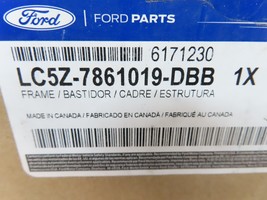 Ford
FORD PARTS
6171230
LC5Z-7861019-DBB 1X
FRAME / BASTIDOR / CADRE / ESTRUTURA
MADE IN CANADA / FABRICADO EN CANADA / FABRIQUÉ AU CANADA